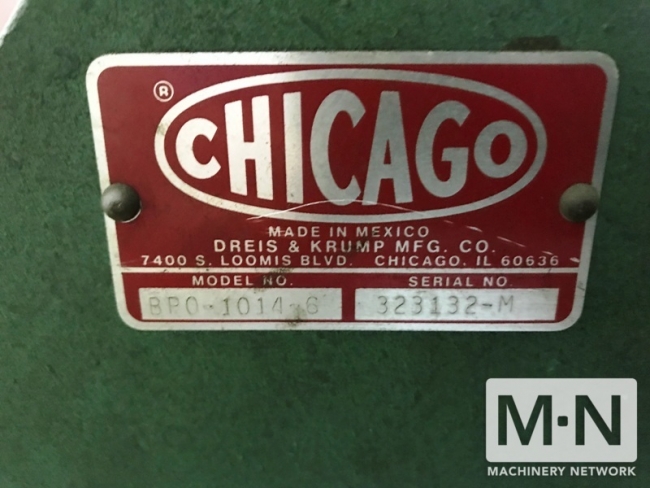 ®
CHICAGO
MADE IN MEXICO
DREIS & KRUMP MFG. CO.
7400 S. LOOMIS BLVD. CHICAGO, IL 60636
MODEL NO. SERIAL NO.
BPO-1014-6 323132-M
M·N
MACHINERY NETWORK